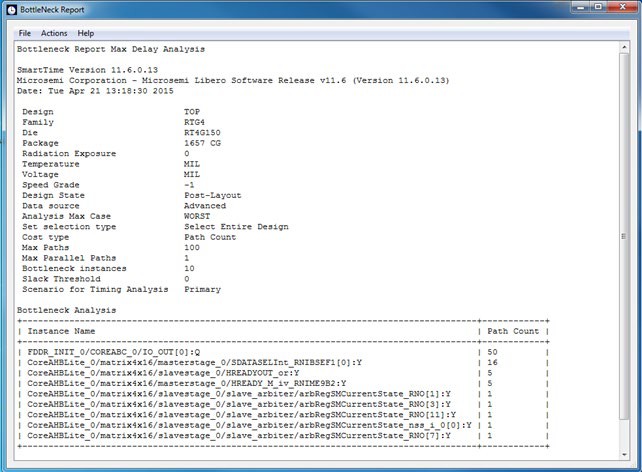 BottleNeck Report
File Actions Help
Bottleneck Report Max Delay Analysis
SmartTime Version 11.6.0.13
Microsemi Corporation - Microsemi Libero Software Release v11.6 (Version 11.6.0.13)
Date: Tue Apr 21 13:18:30 2015
Design TOP
Family RTG4
Die RT4G150
Package 1657 CG
Radiation Exposure 0
Temperature MIL
Voltage MIL
Speed Grade -1
Design State Post-Layout
Data source Advanced
Analysis Max Case WORST
Set selection type Select Entire Design
Cost type Path Count
Max Paths 100
Max Parallel Paths 1
Bottleneck instances 10
Slack Threshold 0
Scenario for Timing Analysis Primary
Bottleneck Analysis
| Instance Name | Path Count |
| FDDR_INIT_0/COREABC_0/IO_OUT[0]:Q | 50 |
| CoreAHBLite_0/matrix4x16/masterstage_0/SDATASELInt_RNIBSEF1[0]:Y | 16 |
| CoreAHBLite_0/matrix4x16/slavestage_0/HREADYOUT_or:Y | 5 |
| CoreAHBLite_0/matrix4x16/masterstage_0/HREADY_M_iv_RNIME9B2:Y | 5 |
| CoreAHBLite_0/matrix4x16/slavestage_0/slave_arbiter/arbRegSMCurrentState_RNO[1]:Y | 1 |
| CoreAHBLite_0/matrix4x16/slavestage_0/slave_arbiter/arbRegSMCurrentState_RNO[3]:Y | 1 |
| CoreAHBLite_0/matrix4x16/slavestage_0/slave_arbiter/arbRegSMCurrentState_RNO[11]:Y | 1 |
| CoreAHBLite_0/matrix4x16/slavestage_0/slave_arbiter/arbRegSMCurrentState_nss_i_0[0]:Y | 1 |
| CoreAHBLite_0/matrix4x16/slavestage_0/slave_arbiter/arbRegSMCurrentState_RNO[7]:Y | 1 |